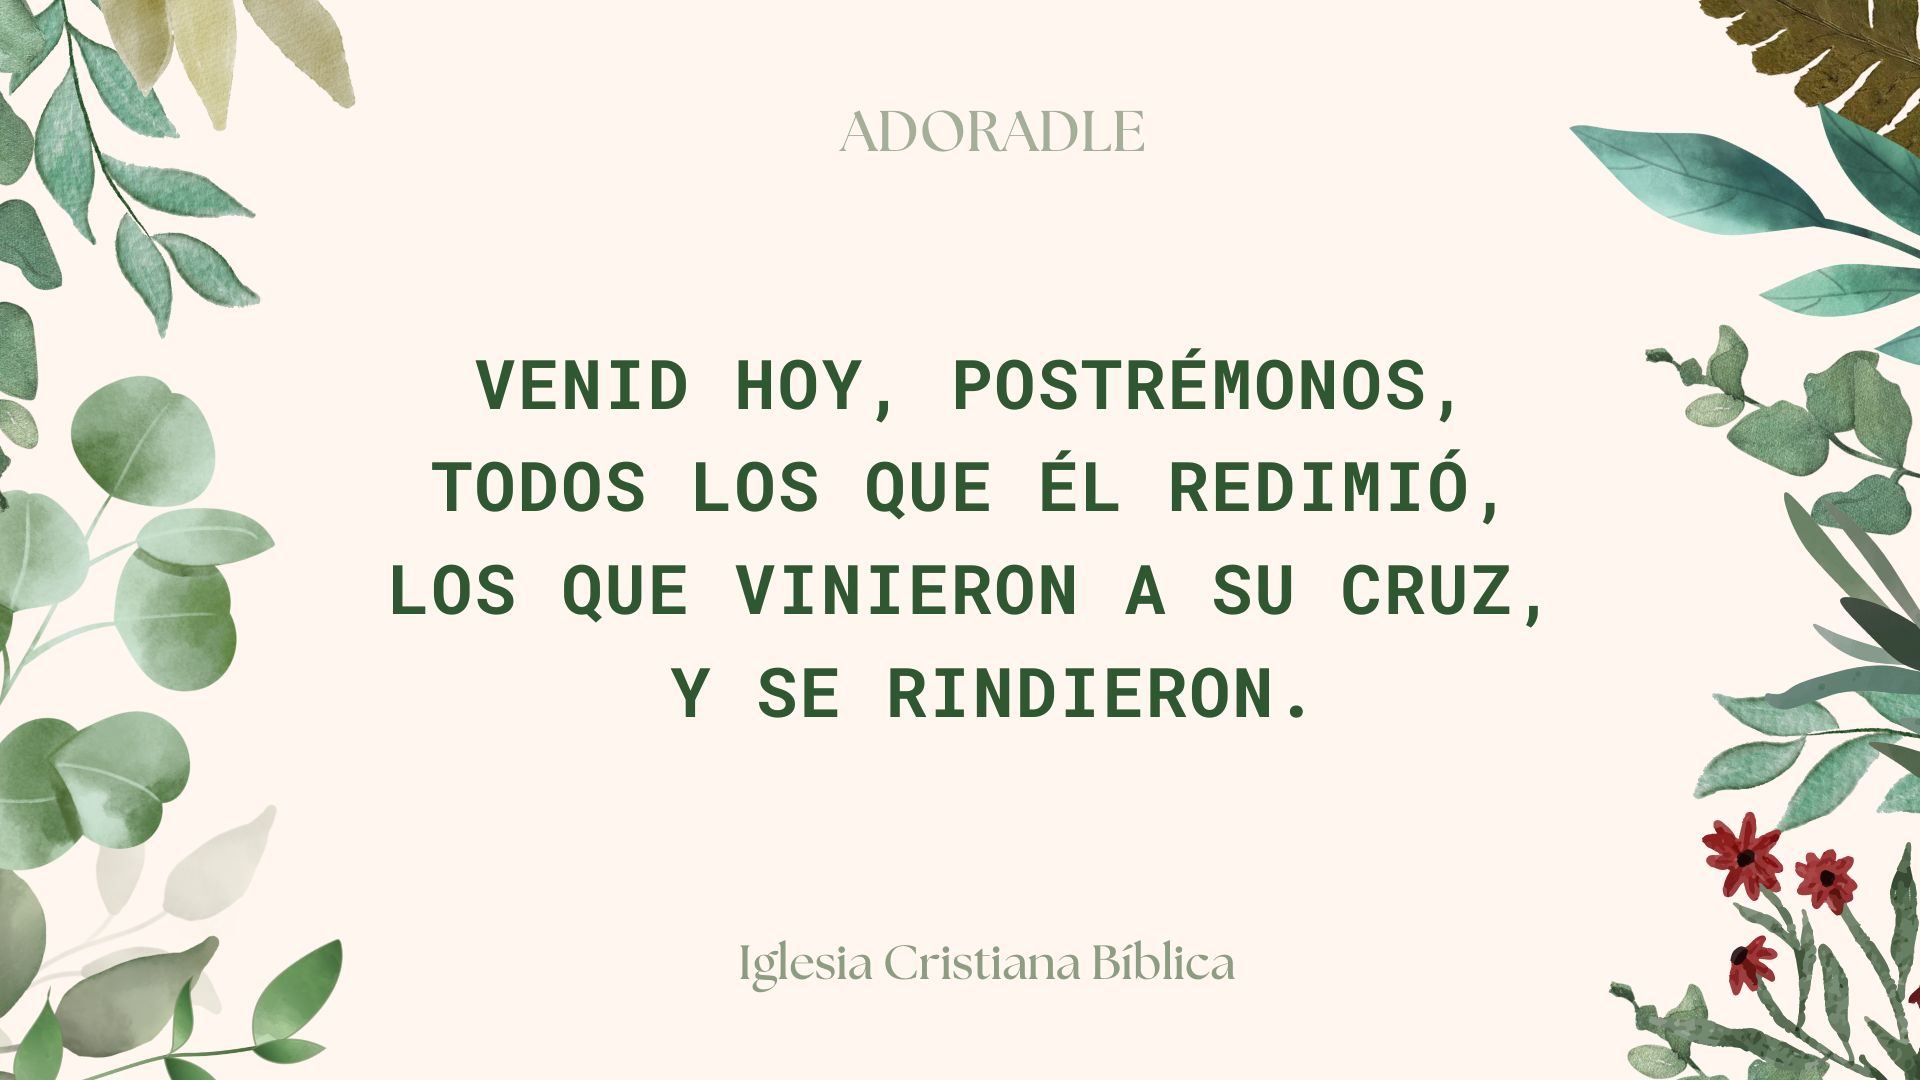 ADORADLE
VENID HOY, POSTRÉMONOS,
TODOS LOS QUE ÉL REDIMIÓ,
LOS QUE VINIERON A SU CRUZ,
Y SE RINDIERON.
Iglesia Cristiana Bíblica